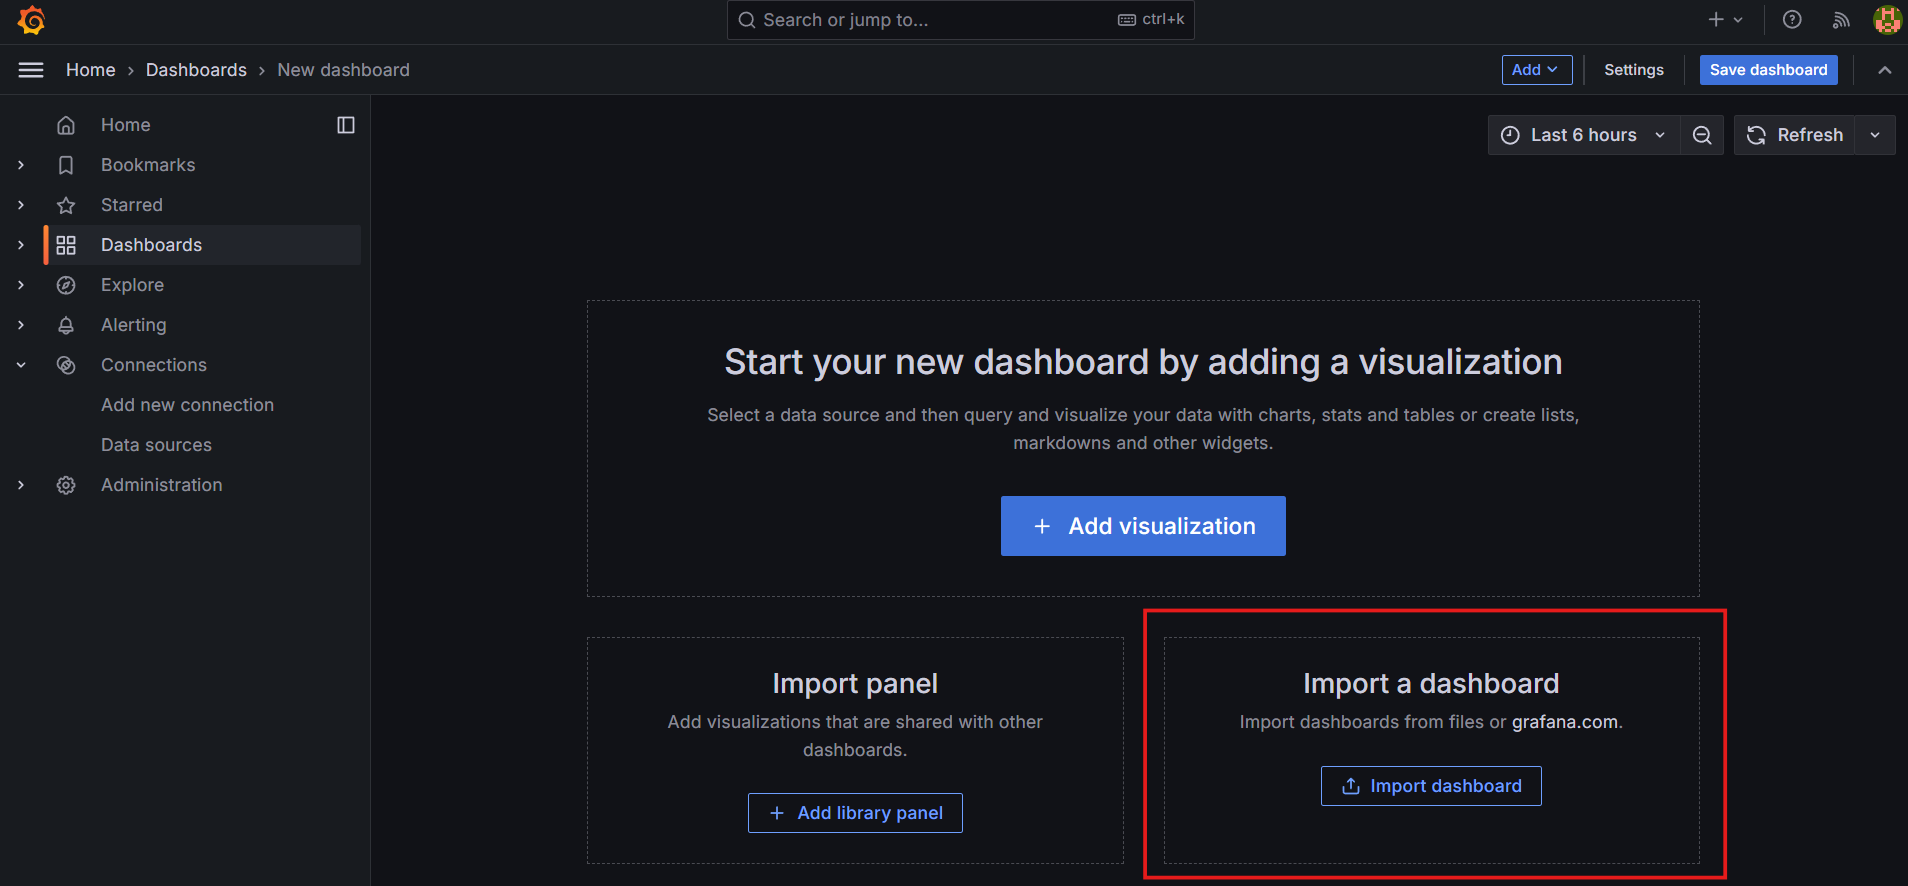 Search or jump to...
ctrl+k
Home › Dashboards › New dashboard
Add
Settings
Save dashboard
Home
Bookmarks
Starred
Dashboards
Explore
Alerting
Connections
Add new connection
Data sources
Administration
Last 6 hours
Refresh
Start your new dashboard by adding a visualization
Select a data source and then query and visualize your data with charts, stats and tables or create lists,
markdowns and other widgets.
+ Add visualization
Import panel
Add visualizations that are shared with other
dashboards.
+ Add library panel
Import a dashboard
Import dashboards from files or grafana.com.
Import dashboard